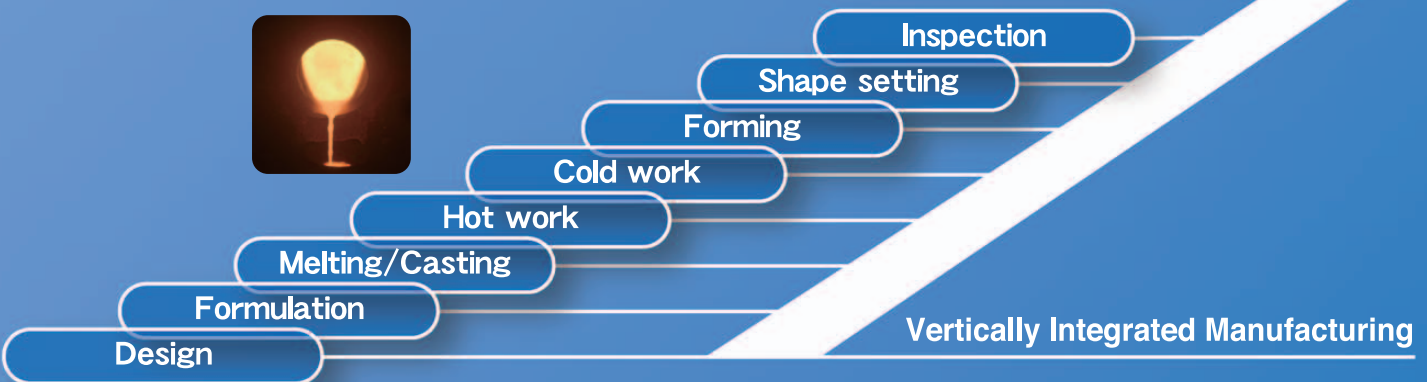 Inspection
Shape setting
Forming
Cold work
Hot work
Melting/Casting
Formulation
Design
Vertically Integrated Manufacturing